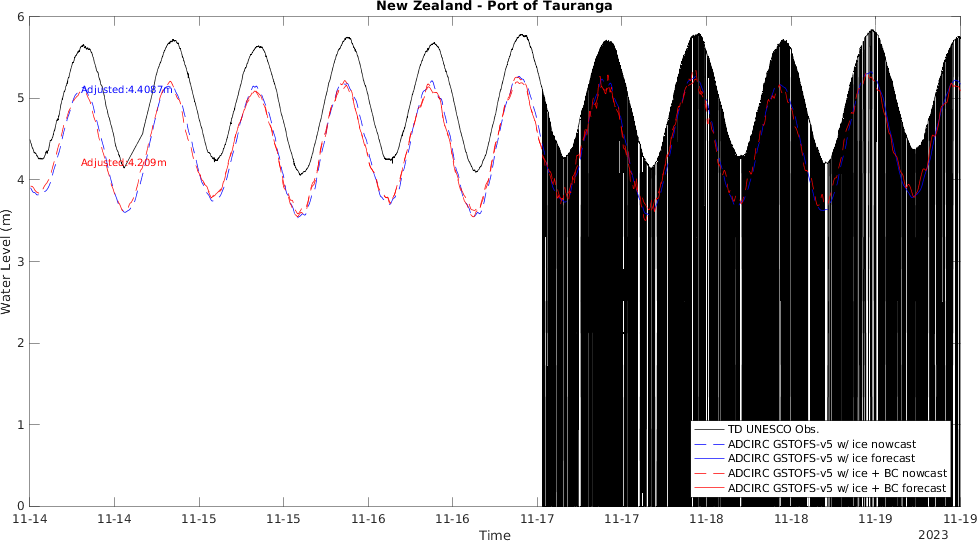 New Zealand - Port of Tauranga
6
5
4
3
2
1
0
Water Level (m)
Adjusted:4.4087m
Adjusted:4.209m
TD UNESCO Obs.
ADCIRC GSTOFS-v5 w/ ice nowcast
ADCIRC GSTOFS-v5 w/ ice forecast
ADCIRC GSTOFS-v5 w/ ice + BC nowcast
ADCIRC GSTOFS-v5 w/ ice + BC forecast
11-14 11-14 11-15 11-15 11-16 11-16 11-17 11-17 11-18 11-18 11-19 11-19
Time
2023